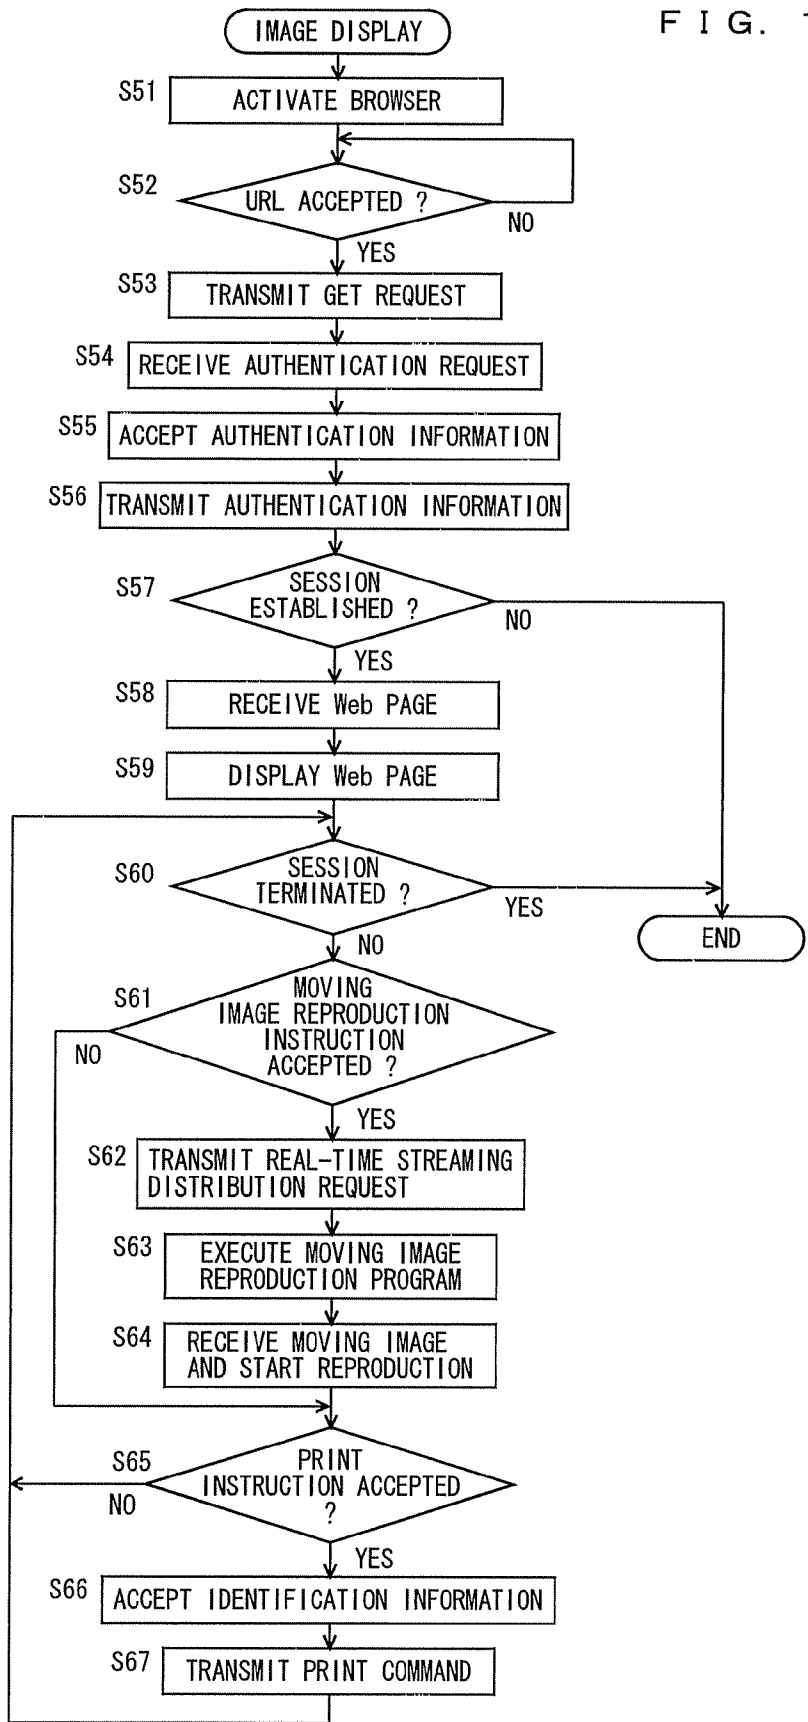 IMAGE DISPLAY
FIG.
S51
ACTIVATE BROWSER
S52
URL ACCEPTED ?
NO
YES
S53
TRANSMIT GET REQUEST
S54
RECEIVE AUTHENTICATION REQUEST
S55
ACCEPT AUTHENTICATION INFORMATION
S56
TRANSMIT AUTHENTICATION INFORMATION
S57
SESSION
ESTABLISHED ?
NO
YES
S58
RECEIVE Web PAGE
S59
DISPLAY Web PAGE
S60
SESSION
TERMINATED ?
YES
NO
END
S61
MOVING
IMAGE REPRODUCTION
INSTRUCTION
ACCEPTED ?
NO
YES
S62
TRANSMIT REAL-TIME STREAMING
DISTRIBUTION REQUEST
S63
EXECUTE MOVING IMAGE
REPRODUCTION PROGRAM
S64
RECEIVE MOVING IMAGE
AND START REPRODUCTION
S65
PRINT
INSTRUCTION ACCEPTED
?
NO
YES
S66
ACCEPT IDENTIFICATION INFORMATION
S67
TRANSMIT PRINT COMMAND